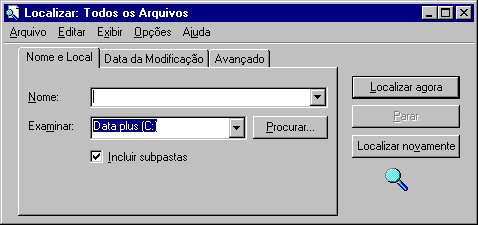 Localizar: Todos os Arquivos
Arquivo Editar Exibir Opções Ajuda
Nome e Local Data da Modificação Avançado
Nome:
Examinar: Data plus (C:) Procurar...
Incluir subpastas
Localizar agora
Parar
Localizar novamente